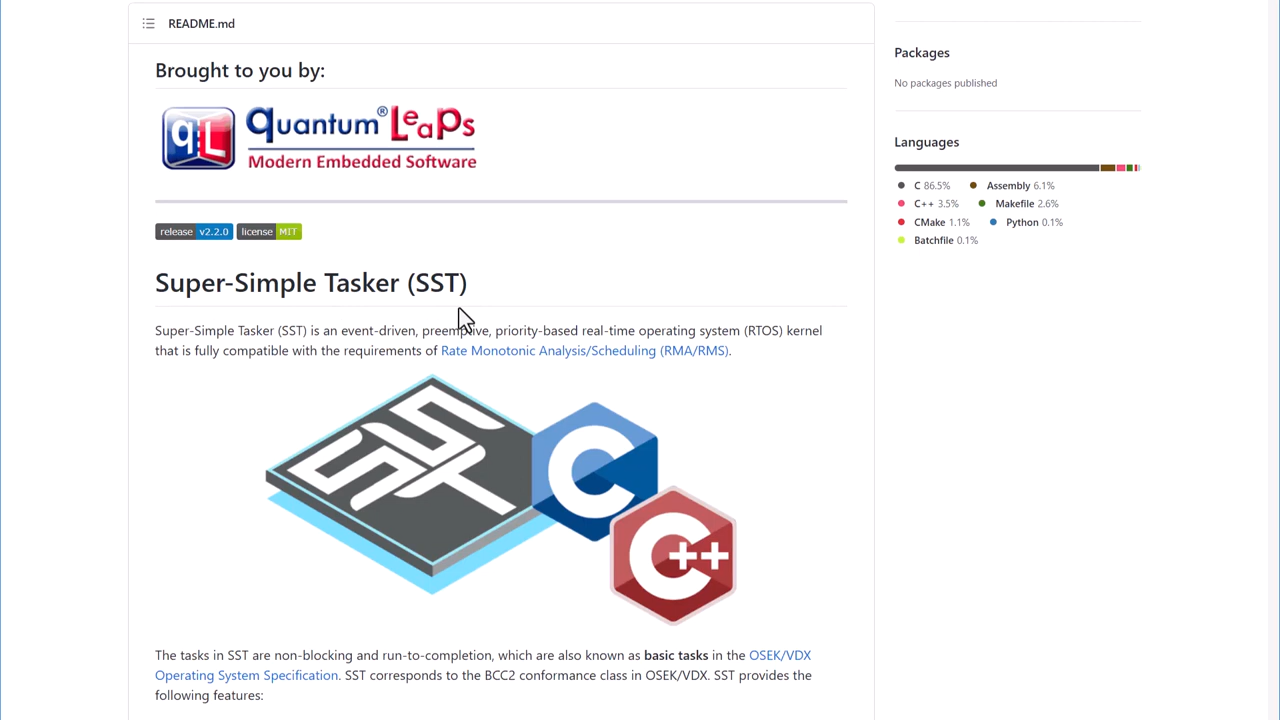 README.md
Brought to you by:
qL quantum® LeaPs
Modern Embedded Software
release v2.2.0 license MIT
Super-Simple Tasker (SST)
Super-Simple Tasker (SST) is an event-driven, preemptive, priority-based real-time operating system (RTOS) kernel
that is fully compatible with the requirements of Rate Monotonic Analysis/Scheduling (RMA/RMS).
SST
C
C++
The tasks in SST are non-blocking and run-to-completion, which are also known as basic tasks in the OSEK/VDX
Operating System Specification. SST corresponds to the BCC2 conformance class in OSEK/VDX. SST provides the
following features:
Packages
No packages published
Languages
C 86.5% Assembly 6.1%
C++ 3.5% Makefile 2.6%
CMake 1.1% Python 0.1%
Batchfile 0.1%